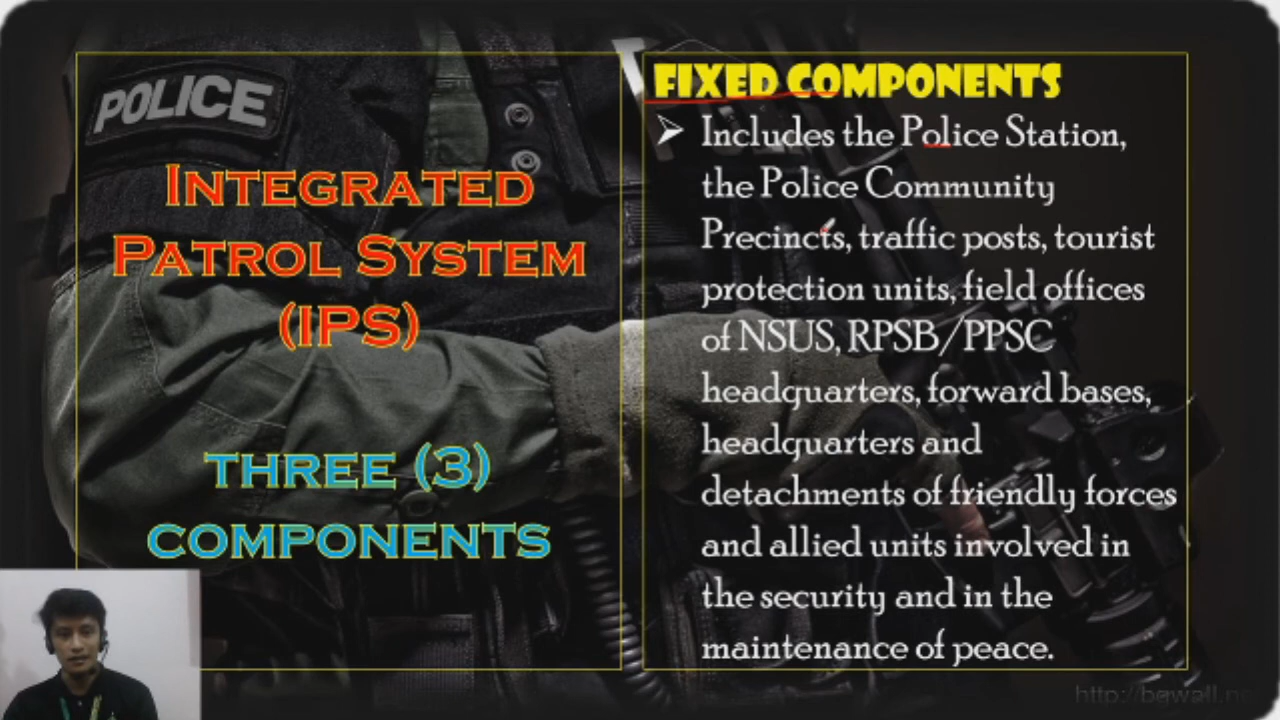 POLICE
INTEGRATED
PATROL SYSTEM
(IPS)
THREE (3)
COMPONENTS
FIXED COMPONENTS
Includes the Police Station,
the Police Community
Precincts, traffic posts, tourist
protection units, field offices
of NSUS, RPSB/PPSC
headquarters, forward bases,
headquarters and
detachments of friendly forces
and allied units involved in
the security and in the
maintenance of peace.